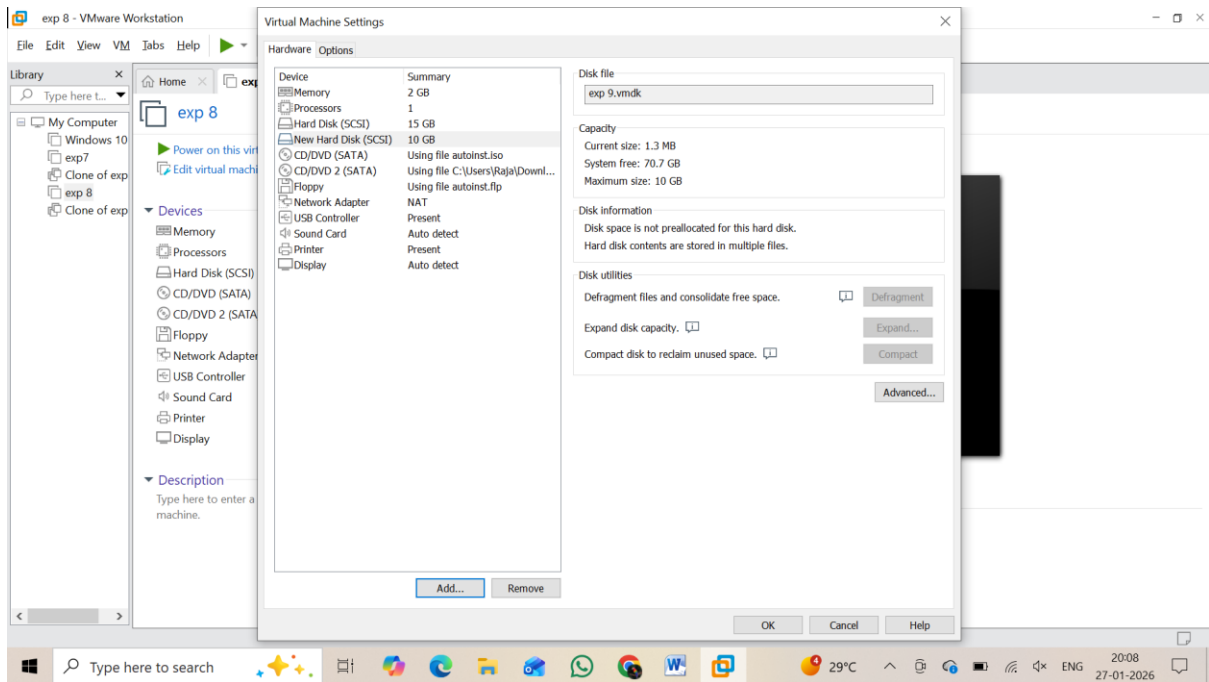 exp 8 - VMware Workstation
File Edit View VM Tabs Help
Library
Type here t...
My Computer
Windows 10
exp7
Clone of exp
exp 8
Clone of exp
Home
exp
exp 8
Power on this virt
Edit virtual machi
Devices
Memory
Processors
Hard Disk (SCSI)
CD/DVD (SATA)
CD/DVD 2 (SATA
Floppy
Network Adapter
USB Controller
Sound Card
Printer
Display
Description
Type here to enter a
machine.
Virtual Machine Settings
Hardware Options
Device Summary
Memory 2 GB
Processors 1
Hard Disk (SCSI) 15 GB
New Hard Disk (SCSI) 10 GB
CD/DVD (SATA) Using file autoinst.iso
CD/DVD 2 (SATA) Using file C:\Users\Raja\Downl...
Floppy Using file autoinst.flp
Network Adapter NAT
USB Controller Present
Sound Card Auto detect
Printer Present
Display Auto detect
Add... Remove
Disk file
exp 9.vmdk
Capacity
Current size: 1.3 MB
System free: 70.7 GB
Maximum size: 10 GB
Disk information
Disk space is not preallocated for this hard disk.
Hard disk contents are stored in multiple files.
Disk utilities
Defragment files and consolidate free space. Defragment
Expand disk capacity. Expand...
Compact disk to reclaim unused space. Compact
Advanced...
OK Cancel Help
Type here to search
4
29°C
ENG
20:08
27-01-2026